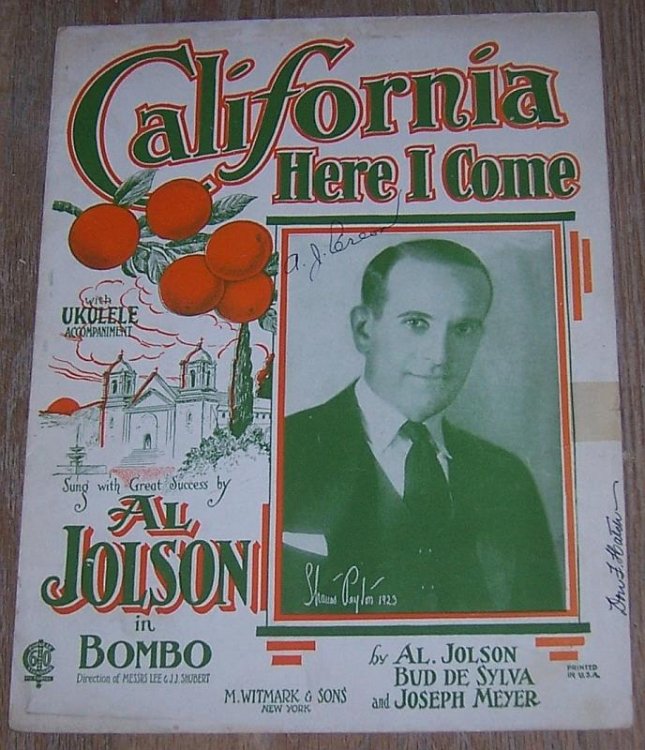 California
Here I Come
with
UKULELE
ACCOMPANIMENT
Sung with Great Success by
AL
JOLSON
in
BOMBO
Direction of MESSRS LEE & J.J. SHUBERT
M. WITMARK & SONS
NEW YORK
A. J.
1923
by AL. JOLSON
BUD DE SYLVA
and JOSEPH MEYER
PRINTED
IN U.S.A.